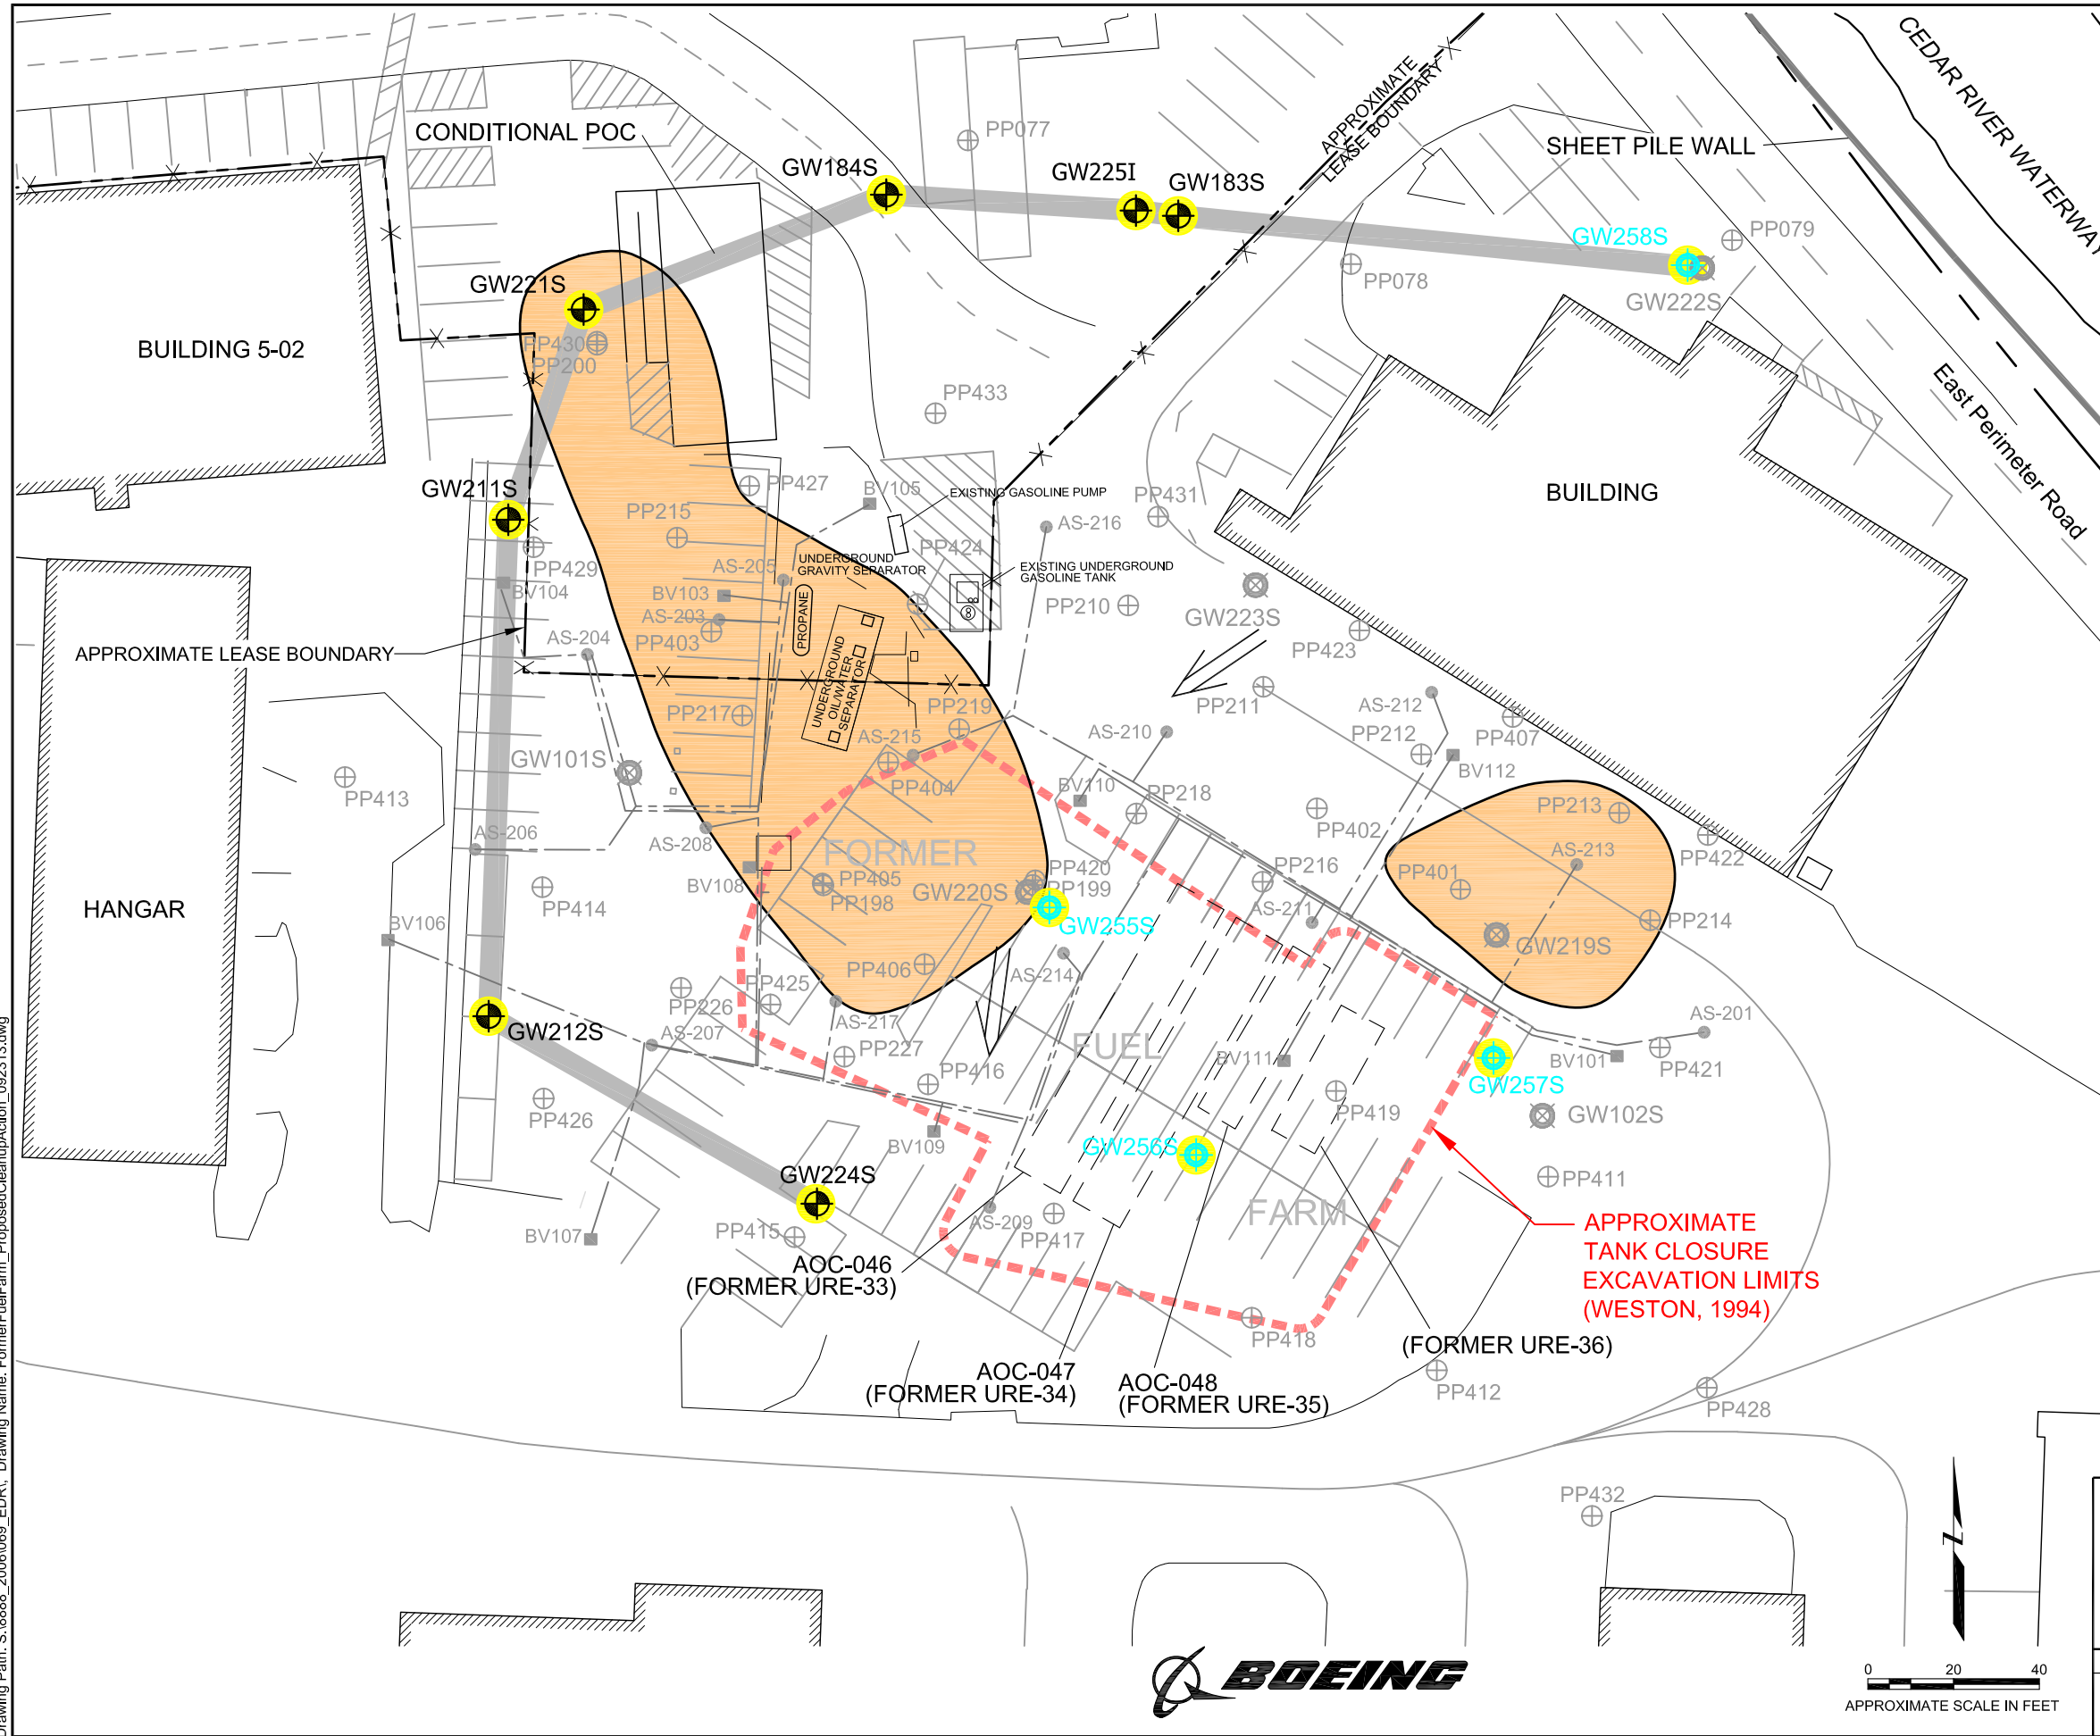 CEDAR RIVER WATERWAY
APPROXIMATE
LEASE BOUNDARY
CONDITIONAL POC
PP077
SHEET PILE WALL
GW184S
GW225I
GW183S
GW258S
PP079
PP078
GW222S
GW221S
BUILDING 5-02
PP430
PP200
PP433
East Perimeter Road
GW211S
PP427
BV105
EXISTING GASOLINE PUMP
PP431
BUILDING
PP215
AS-216
PP424
UNDERGROUND
GRAVITY SEPARATOR
EXISTING UNDERGROUND
GASOLINE TANK
PP429
AS-205
BV104
BV103
PROPANE
PP210
GW223S
AS-203
PP403
AS-204
PP423
APPROXIMATE LEASE BOUNDARY
UNDERGROUND
OIL/WATER
SEPARATOR
PP217
PP219
PP211
AS-212
PP407
AS-210
PP212
AS-215
GW101S
BV112
PP404
BV110
PP218
PP413
PP213
PP402
AS-206
AS-208
FORMER
PP422
AS-213
PP420
PP216
PP401
BV108
PP405
PP199
GW220S
PP198
HANGAR
PP414
AS-211
PP214
BV106
GW255S
GW219S
PP406
AS-214
PP226
PP425
AS-217
AS-201
GW212S
AS-207
FUEL
PP227
BV111
BV101
PP421
PP416
GW257S
PP426
PP419
GW102S
BV109
GW256S
GW224S
PP411
FARM
BV107
PP415
AS-209
PP417
APPROXIMATE
TANK CLOSURE
EXCAVATION LIMITS
(WESTON, 1994)
AOC-046
(FORMER URE-33)
PP418
(FORMER URE-36)
AOC-047
(FORMER URE-34)
AOC-048
(FORMER URE-35)
PP412
PP428
PP432
BOEING
0 20 40
APPROXIMATE SCALE IN FEET
Drawing Path: S:\8888_2006\069_EDR\, Drawing Name: FormerFuelFarm_ProposedCleanupAction_092313.dwg